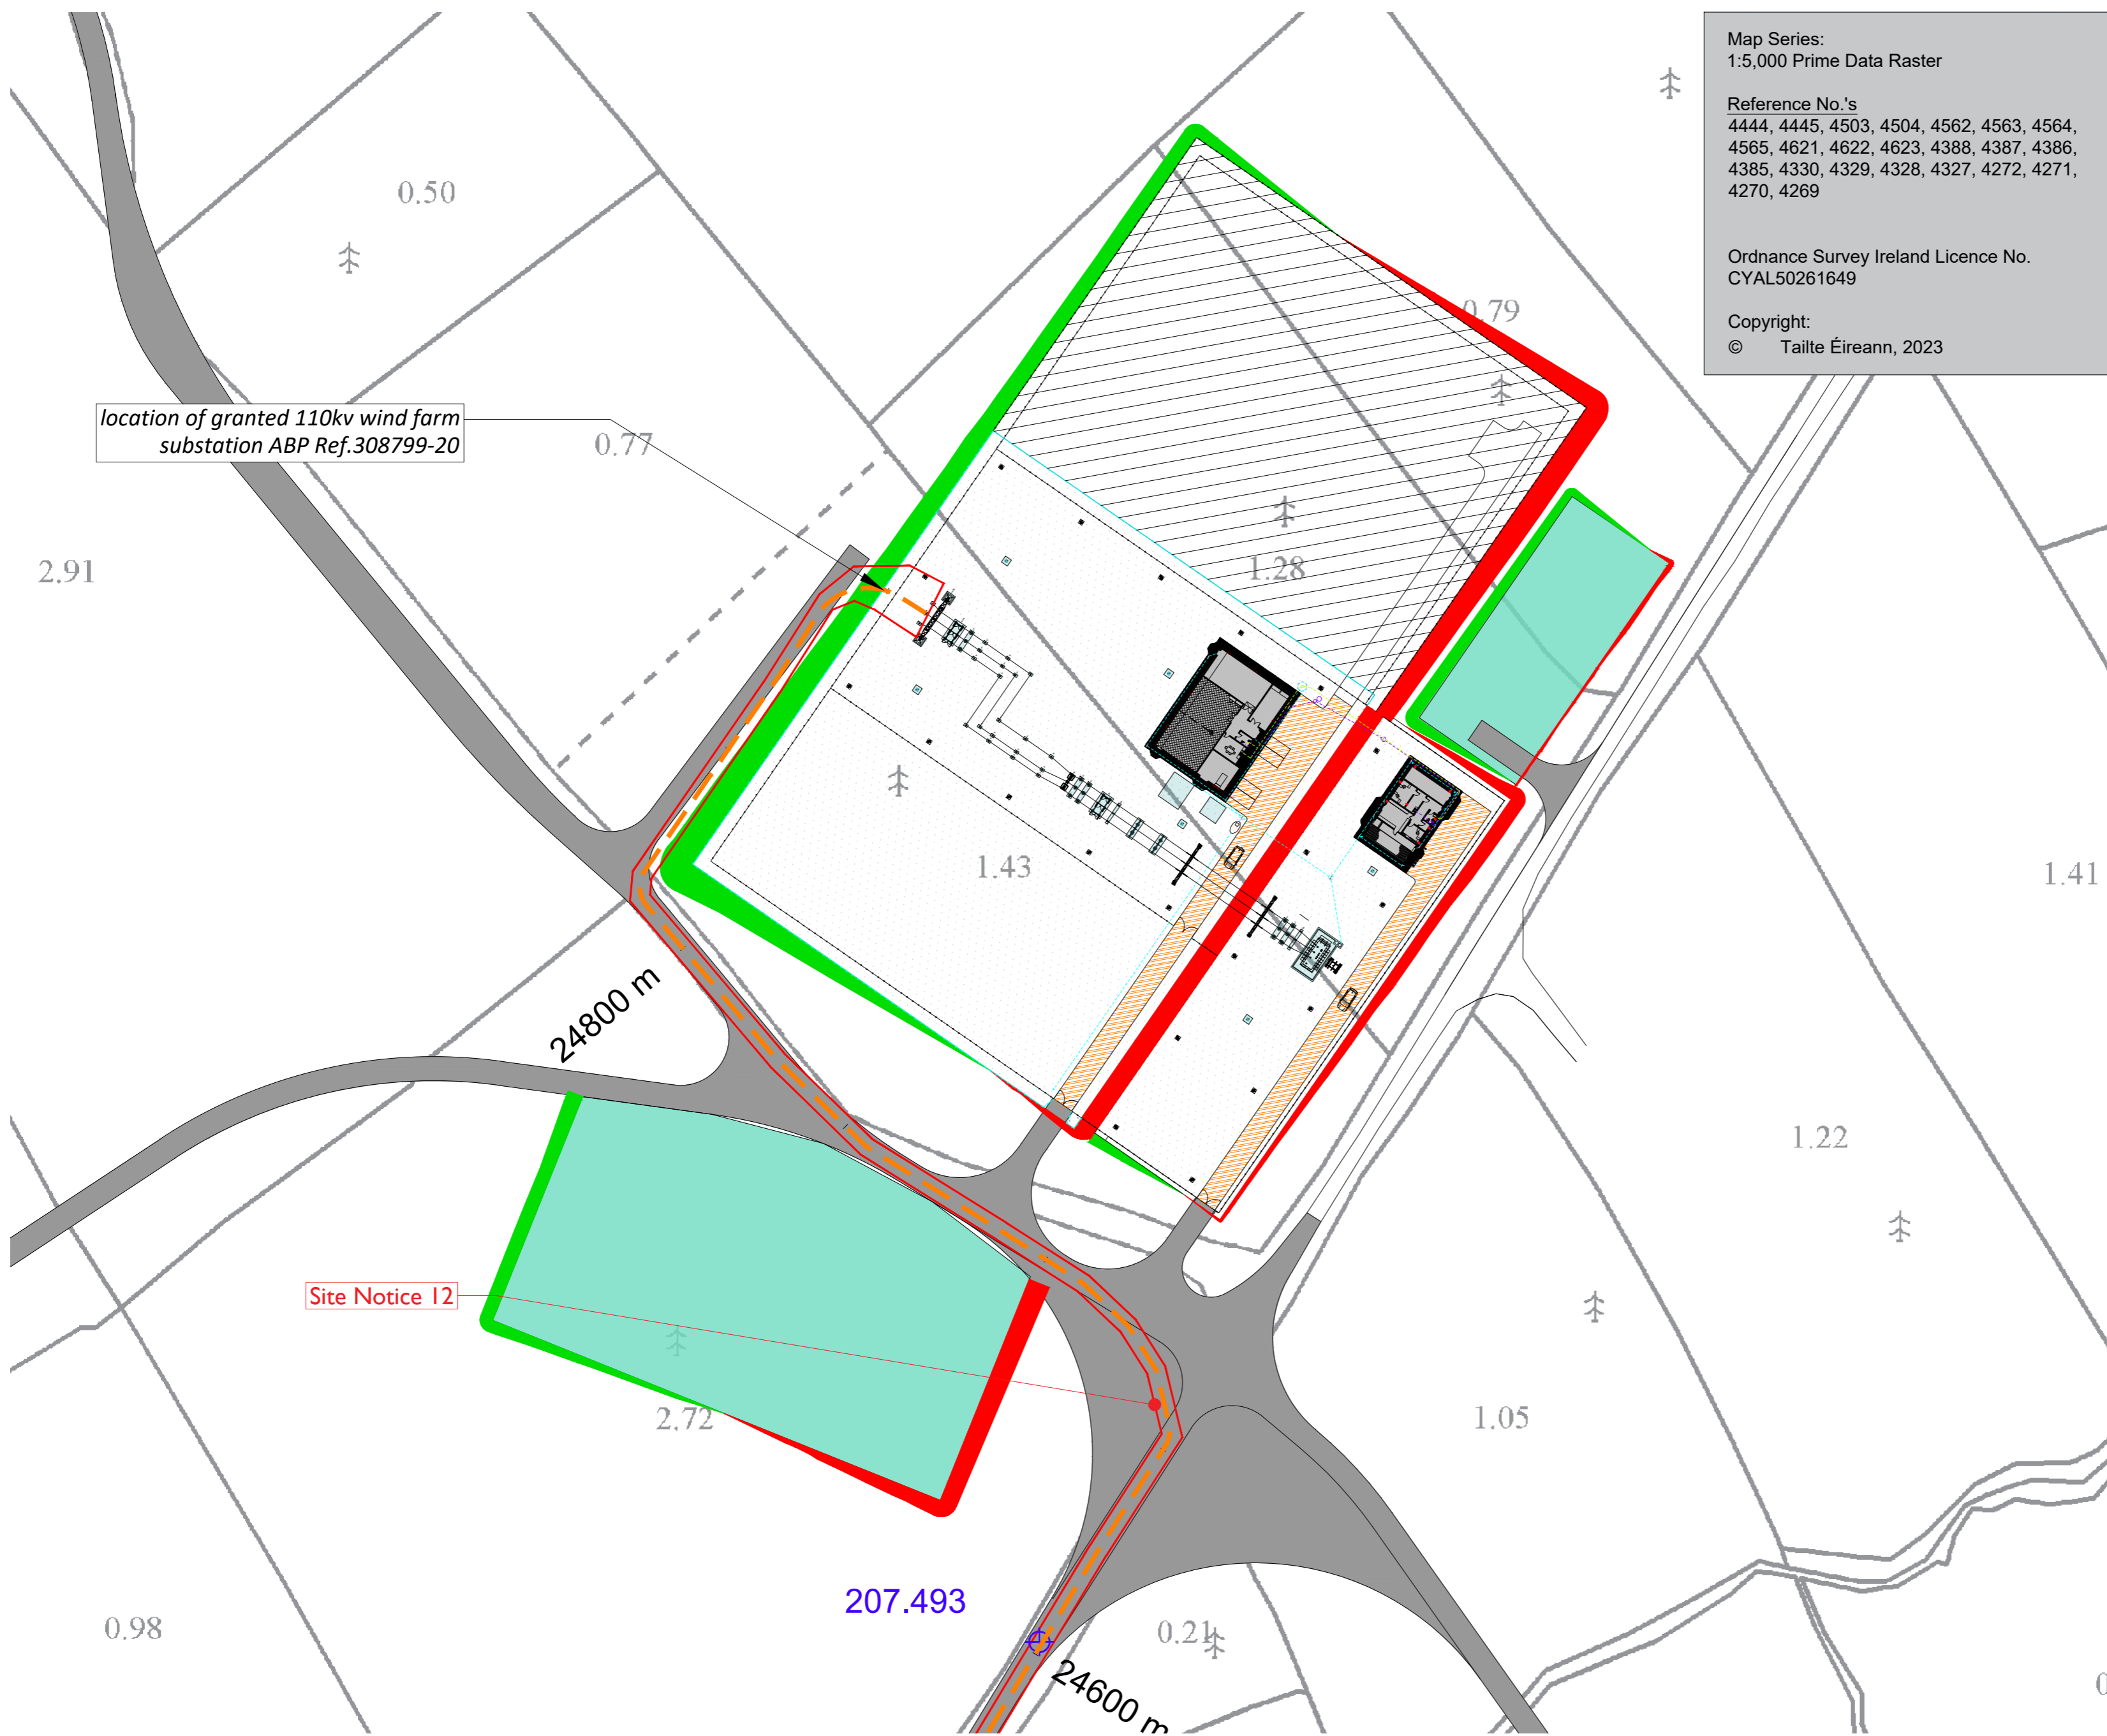 Map Series:
1:5,000 Prime Data Raster
Reference No.'s
4444, 4445, 4503, 4504, 4562, 4563, 4564,
4565, 4621, 4622, 4623, 4388, 4387, 4386,
4385, 4330, 4329, 4328, 4327, 4272, 4271,
4270, 4269
Ordnance Survey Ireland Licence No.
CYAL50261649
Copyright:
© Tailte Éireann, 2023
0.50
0.79
location of granted 110kv wind farm
substation ABP Ref.308799-20
0.77
2.91
1.28
1.43
1.41
24800 m
1.22
Site Notice 12
2.72
1.05
207.493
0.98
0.21
24600 m